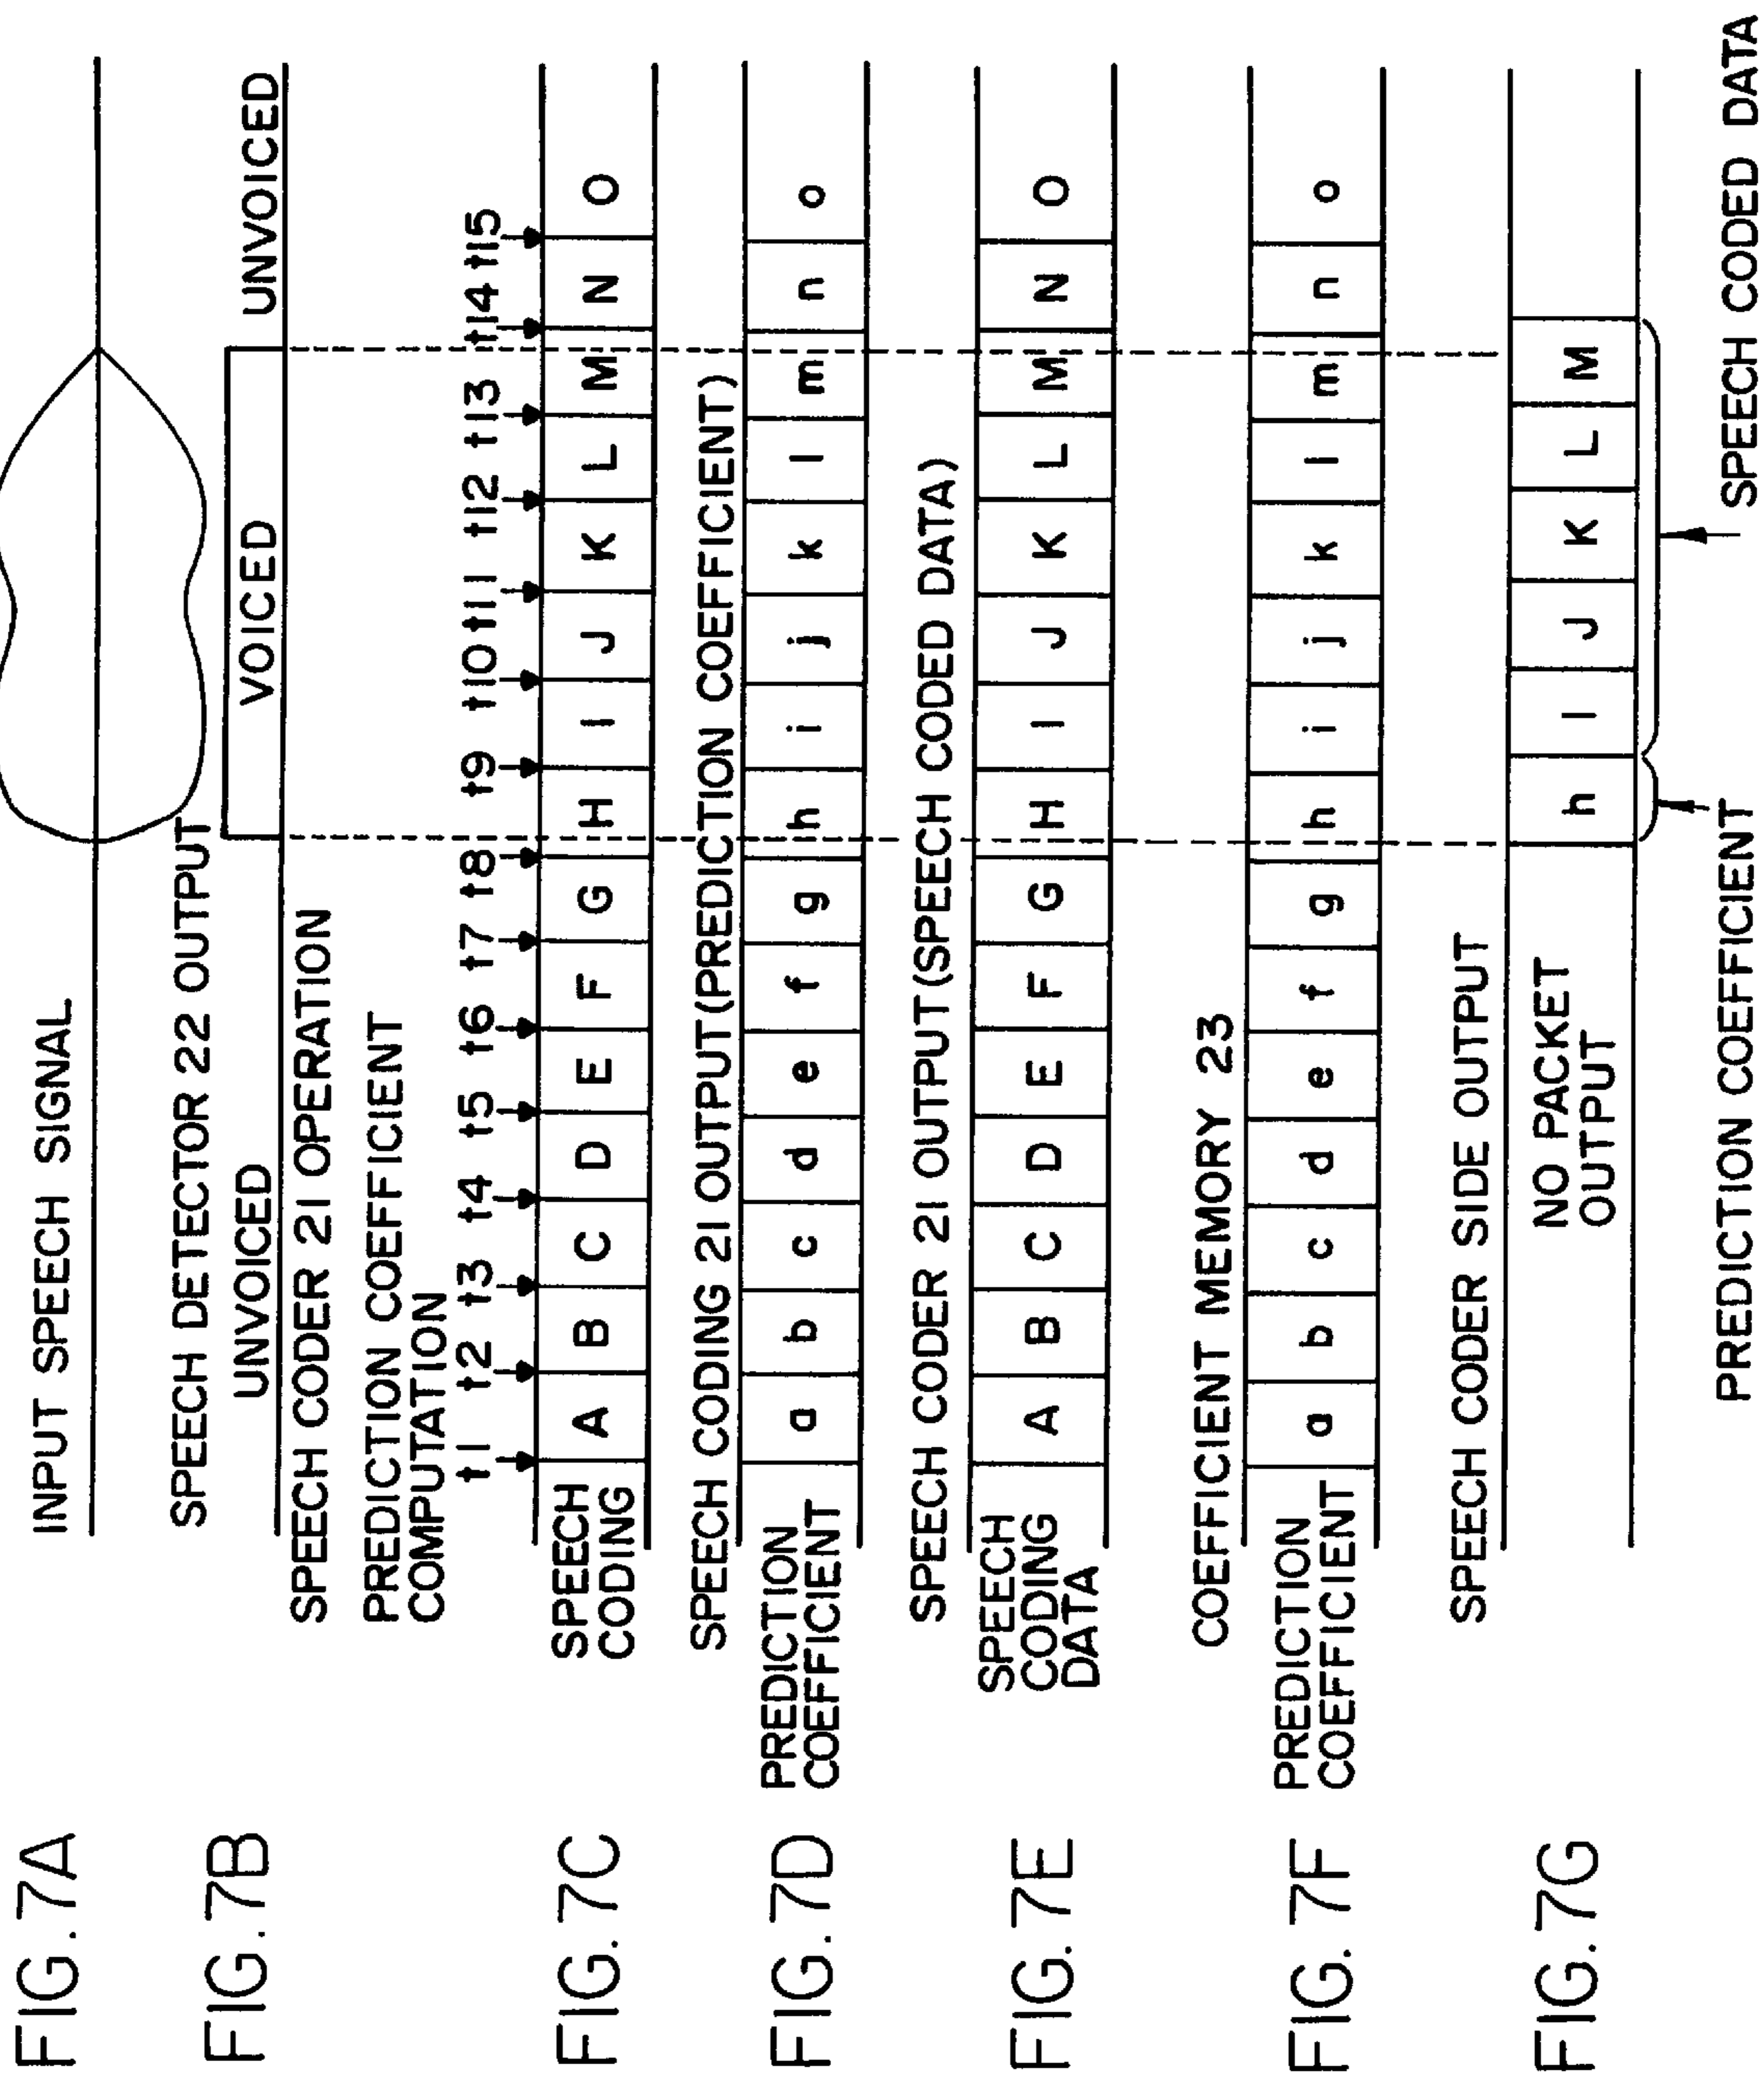 FIG.7A
INPUT SPEECH SIGNAL
FIG.7B
SPEECH DETECTOR 22 OUTPUT
UNVOICED VOICED UNVOICED
SPEECH CODER 21 OPERATION
PREDICTION COEFFICIENT
COMPUTATION
t1 t2 t3 t4 t5 t6 t7 t8 t9 t10 t11 t12 t13 t14 t15
FIG.7C
SPEECH
CODING
A B C D E F G H I J K L M N O
SPEECH CODING 21 OUTPUT (PREDICTION COEFFICIENT)
FIG.7D
PREDICTION
COEFFICIENT
a b c d e f g h i j k l m n o
SPEECH CODER 21 OUTPUT (SPEECH CODED DATA)
FIG.7E
SPEECH
CODING
DATA
A B C D E F G H I J K L M N O
COEFFICIENT MEMORY 23
FIG. 7F
PREDICTION
COEFFICIENT
a b c d e f g h i j k l m n o
SPEECH CODER SIDE OUTPUT
FIG.7G
NO PACKET
OUTPUT
h I J K L M
PREDICTION COEFFICIENT
SPEECH CODED DATA